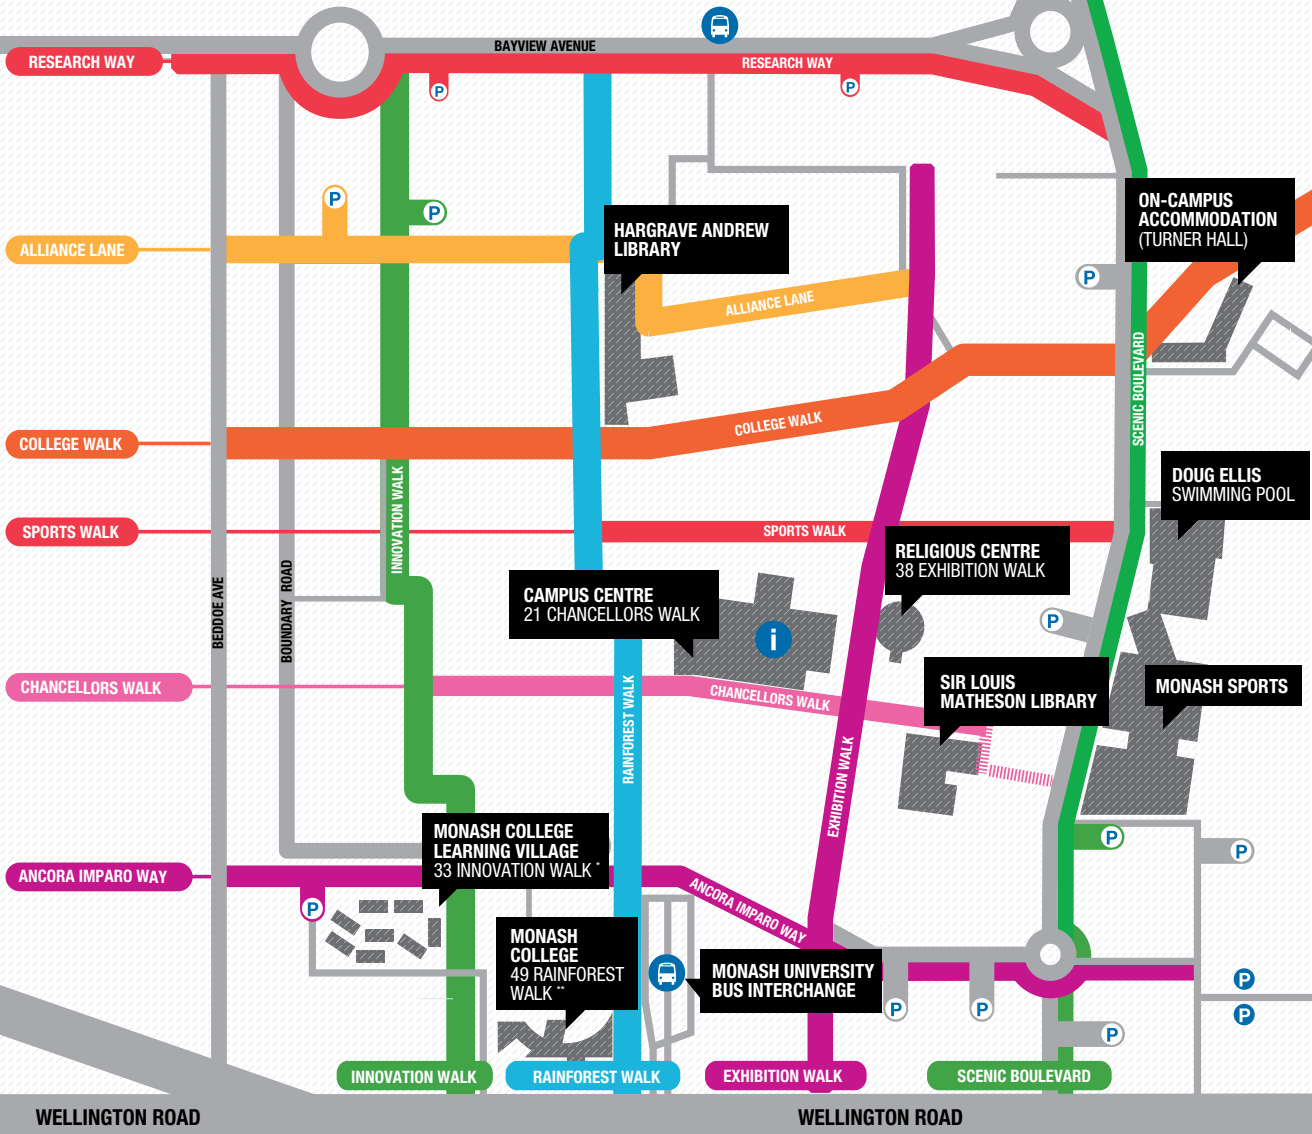 BAYVIEW AVENUE
RESEARCH WAY
RESEARCH WAY
P
P
P
P
ON-CAMPUS
ACCOMMODATION
(TURNER HALL)
HARGRAVE ANDREW
LIBRARY
ALLIANCE LANE
P
ALLIANCE LANE
SCENIC BOULEVARD
COLLEGE WALK
COLLEGE WALK
DOUG ELLIS
SWIMMING POOL
INNOVATION WALK
SPORTS WALK
SPORTS WALK
RELIGIOUS CENTRE
38 EXHIBITION WALK
BEDDOE AVE
BOUNDARY ROAD
CAMPUS CENTRE
21 CHANCELLORS WALK
i
P
CHANCELLORS WALK
CHANCELLORS WALK
SIR LOUIS
MATHESON LIBRARY
MONASH SPORTS
RAINFOREST WALK
EXHIBITION WALK
MONASH COLLEGE
LEARNING VILLAGE
33 INNOVATION WALK *
P
P
ANCORA IMPARO WAY
ANCORA IMPARO WAY
P
MONASH
COLLEGE
49 RAINFOREST
WALK **
MONASH UNIVERSITY
BUS INTERCHANGE
P
P
P
P
P
INNOVATION WALK
RAINFOREST WALK
EXHIBITION WALK
SCENIC BOULEVARD
WELLINGTON ROAD
WELLINGTON ROAD